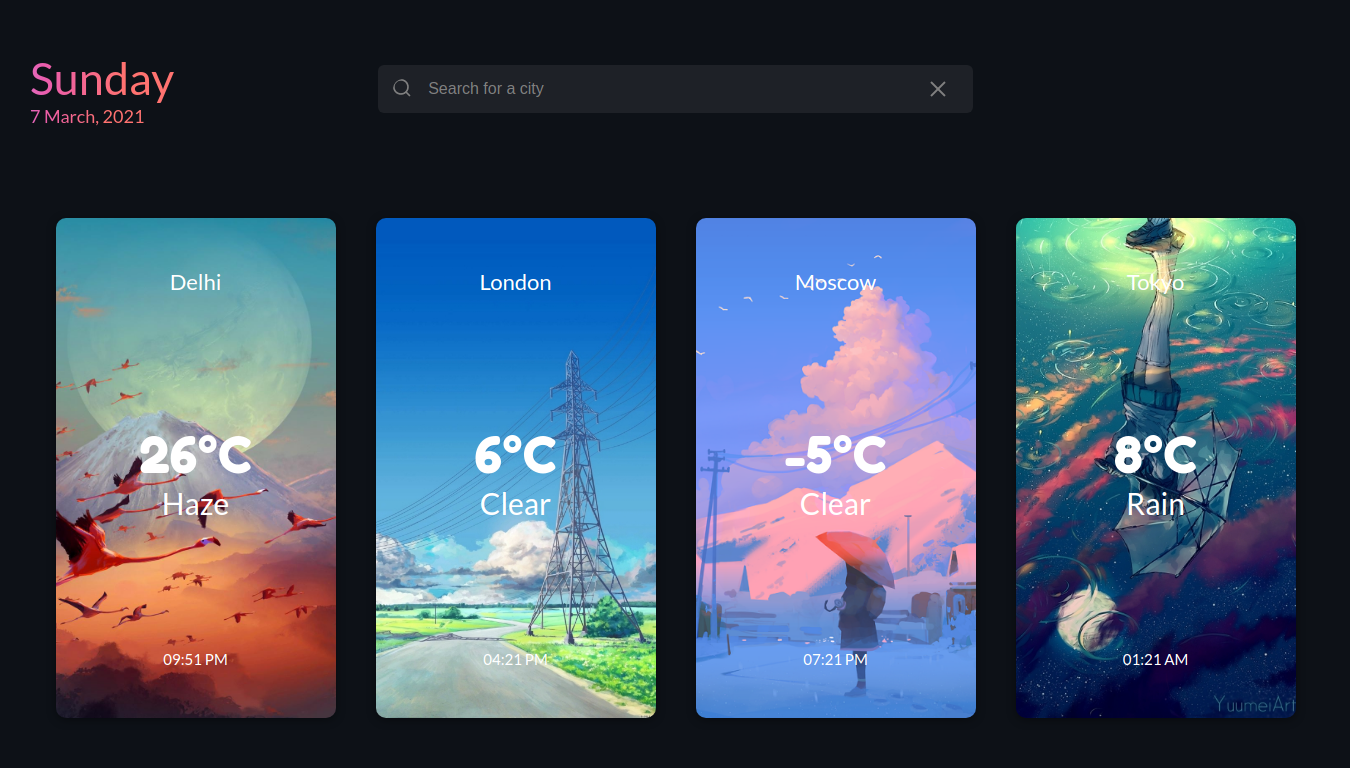 Sunday
7 March, 2021
Search for a city
Delhi
26°C
Haze
09:51 PM
London
6°C
Clear
04:21 PM
Moscow
-5°C
Clear
07:21 PM
Tokyo
8°C
Rain
01:21 AM
YuumeiArt